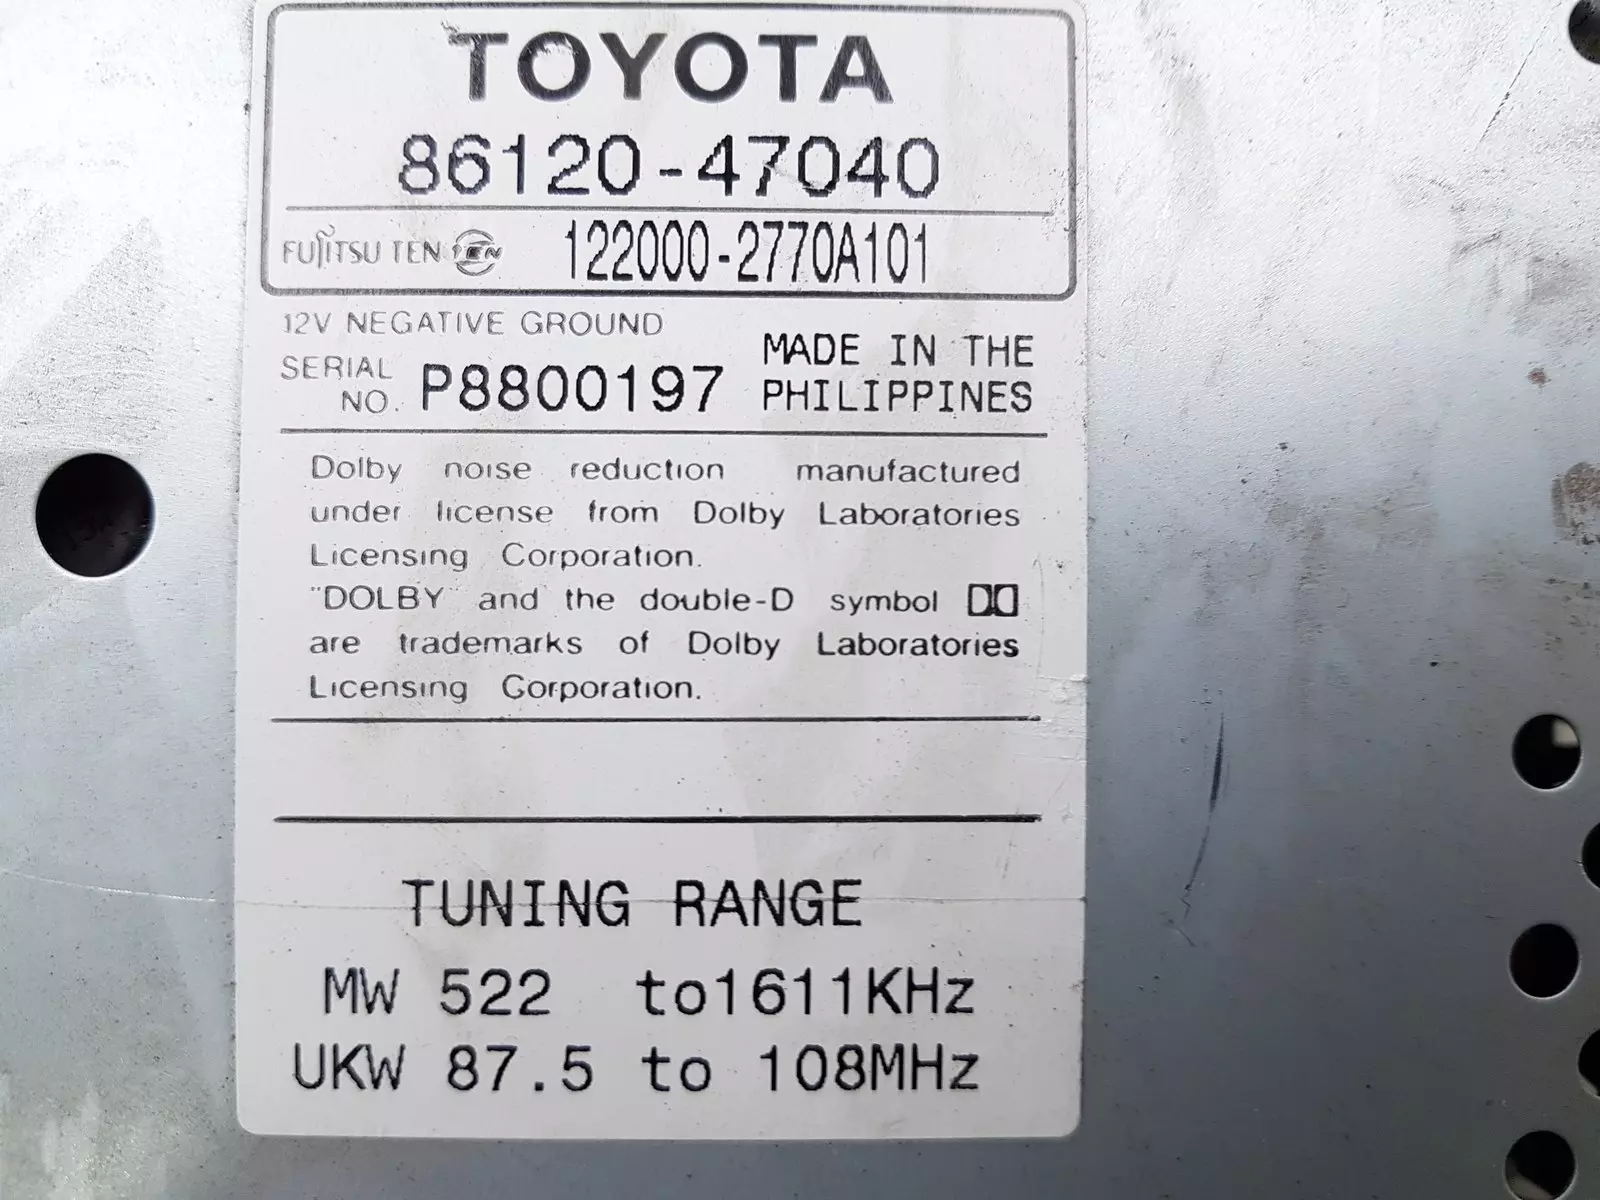 TOYOTA
86120-47040
FUJITSU TEN TEN 122000-2770A101
12V NEGATIVE GROUND
SERIAL NO. P8800197
MADE IN THE
PHILIPPINES
Dolby noise reduction manufactured
under license from Dolby Laboratories
Licensing Corporation.
"DOLBY" and the double-D symbol
are trademarks of Dolby Laboratories
Licensing Corporation.
TUNING RANGE
MW 522 to1611KHz
UKW 87.5 to 108MHz